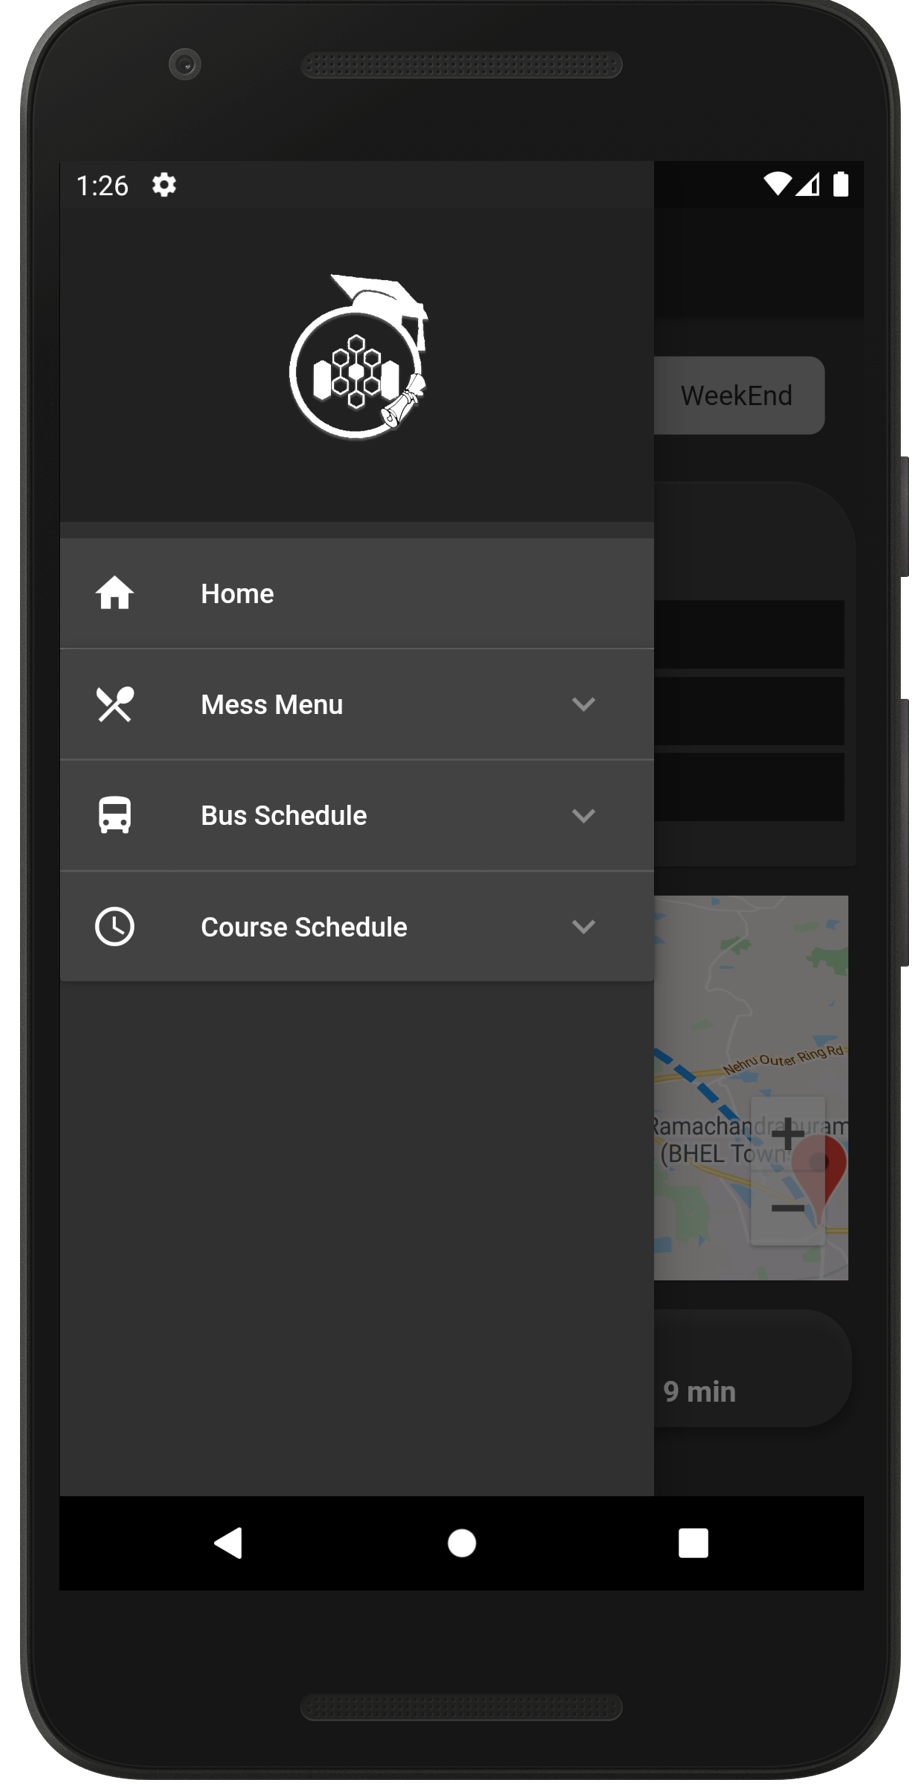 1:26
WeekEnd
Home
Mess Menu
Bus Schedule
Course Schedule
Nehru Outer Ring Rd
Ramachandrapuram
(BHEL Town
9 min